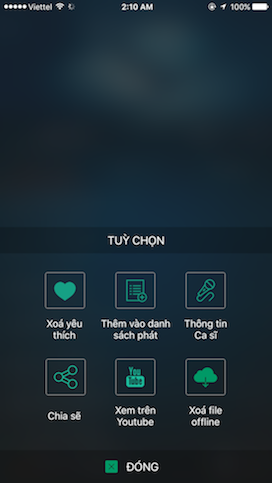 Viettel 2:10 AM 100%
TUỲ CHỌN
Xoá yêu Thêm vào danh Thông tin
thích sách phát Ca sĩ
You
Tube
Chia sẽ Xem trên Xoá file
Youtube offline
ĐÓNG